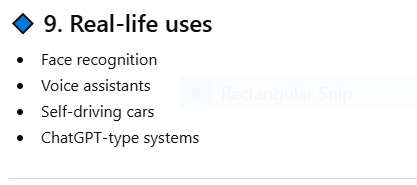 🔷 9. Real-life uses
• Face recognition
• Voice assistants
• Self-driving cars
• ChatGPT-type systems
Rectangular Snip